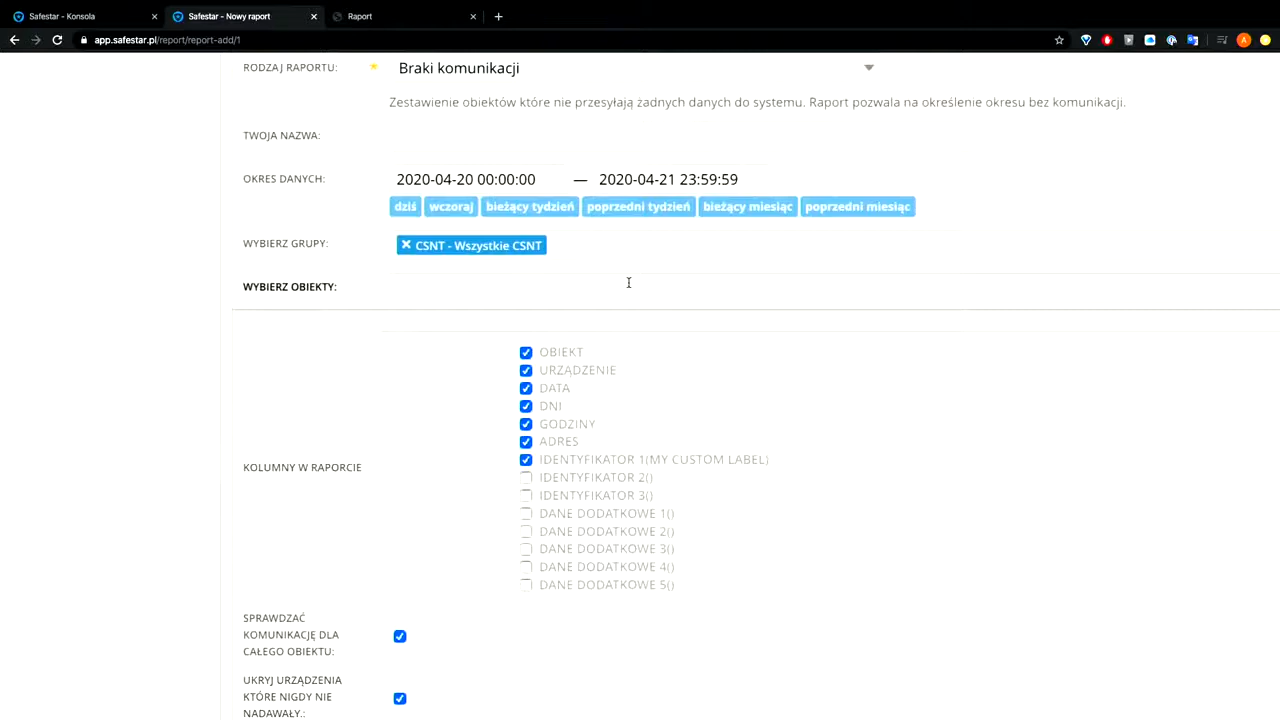 Safestar - Konsola
Safestar - Nowy raport
Raport
app.safestar.pl/report/report-add/1
A
RODZAJ RAPORTU:
Braki komunikacji
Zestawienie obiektów które nie przesyłają żadnych danych do systemu. Raport pozwala na określenie okresu bez komunikacji.
TWOJA NAZWA:
OKRES DANYCH:
2020-04-20 00:00:00 — 2020-04-21 23:59:59
dziś wczoraj bieżący tydzień poprzedni tydzień bieżący miesiąc poprzedni miesiąc
WYBIERZ GRUPY:
CSNT - Wszystkie CSNT
WYBIERZ OBIEKTY:
KOLUMNY W RAPORCIE
OBIEKT
URZĄDZENIE
DATA
DNI
GODZINY
ADRES
IDENTYFIKATOR 1(MY CUSTOM LABEL)
IDENTYFIKATOR 2()
IDENTYFIKATOR 3()
DANE DODATKOWE 1()
DANE DODATKOWE 2()
DANE DODATKOWE 3()
DANE DODATKOWE 4()
DANE DODATKOWE 5()
SPRAWDZAĆ
KOMUNIKACJĘ DLA
CAŁEGO OBIEKTU:
UKRYJ URZĄDZENIA
KTÓRE NIGDY NIE
NADAWAŁY.: